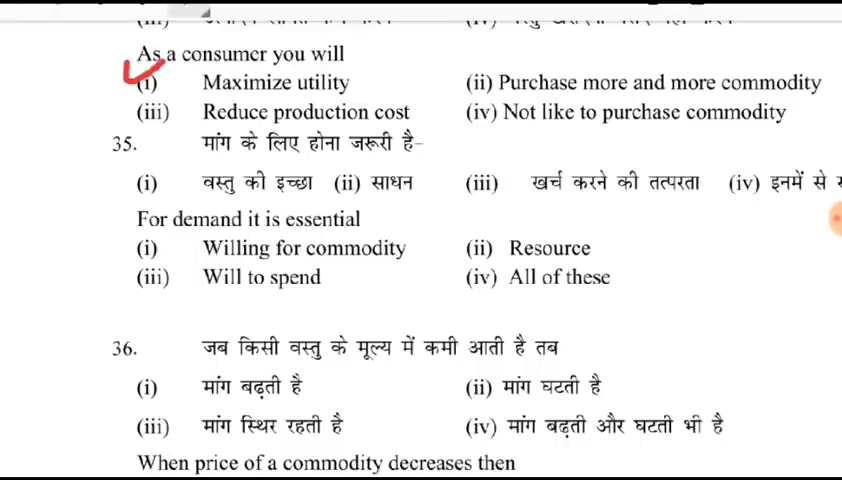 (iii)
(iv)
As a consumer you will
(i) Maximize utility (ii) Purchase more and more commodity
(iii) Reduce production cost (iv) Not like to purchase commodity
35. मांग के लिए होना जरूरी है–
(i) वस्तु की इच्छा (ii) साधन (iii) खर्च करने की तत्परता (iv) इनमें से
For demand it is essential
(i) Willing for commodity (ii) Resource
(iii) Will to spend (iv) All of these
36. जब किसी वस्तु के मूल्य में कमी आती है तब
(i) मांग बढ़ती है (ii) मांग घटती है
(iii) मांग स्थिर रहती है (iv) मांग बढ़ती और घटती भी है
When price of a commodity decreases then